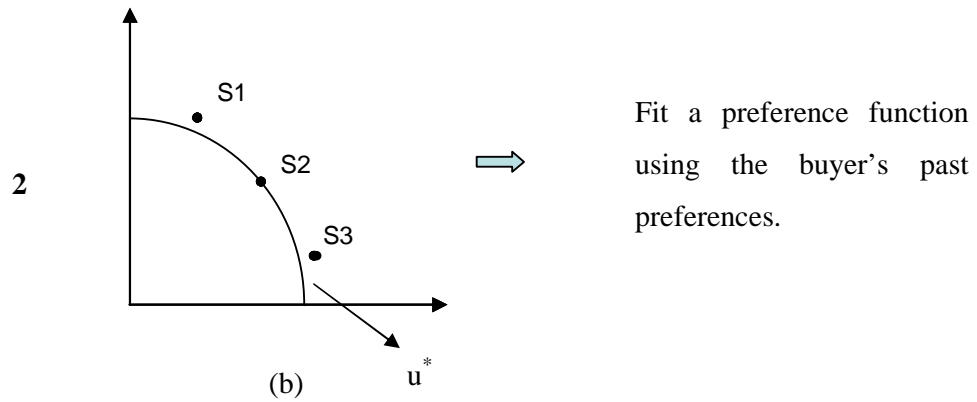 S1
S2
S3
2
Fit a preference function
using the buyer's past
preferences.
u*
(b)